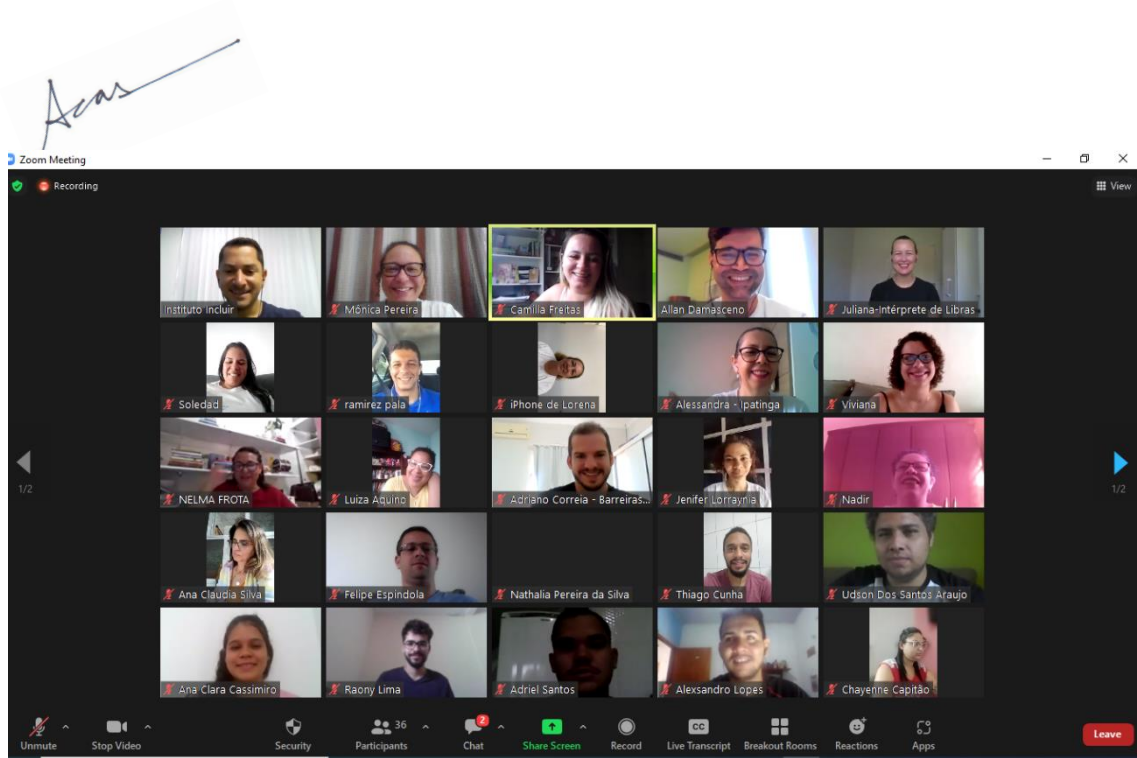 Acas
Zoom Meeting
Recording
View
Instituto Incluir
Mônica Pereira
Camilla Freitas
Allan Damasceno
Juliana-Intérprete de Libras
Soledad
ramirez pala
iPhone de Lorena
Alessandra - Ipatinga
Viviana
NELMA FROTA
Luiza Aquino
Adriano Correia - Barreiras...
Jenifer Lorraynia
Nadir
1/2
1/2
Ana Claudia Silva
Felipe Espindola
Nathalia Pereira da Silva
Thiago Cunha
Udson Dos Santos Araujo
Ana Clara Cassimiro
Raony Lima
Adriel Santos
Alexsandro Lopes
Chayenne Capitão
Unmute
Stop Video
Security
36
Participants
2
Chat
Share Screen
Record
CC
Live Transcript
Breakout Rooms
Reactions
Apps
Leave